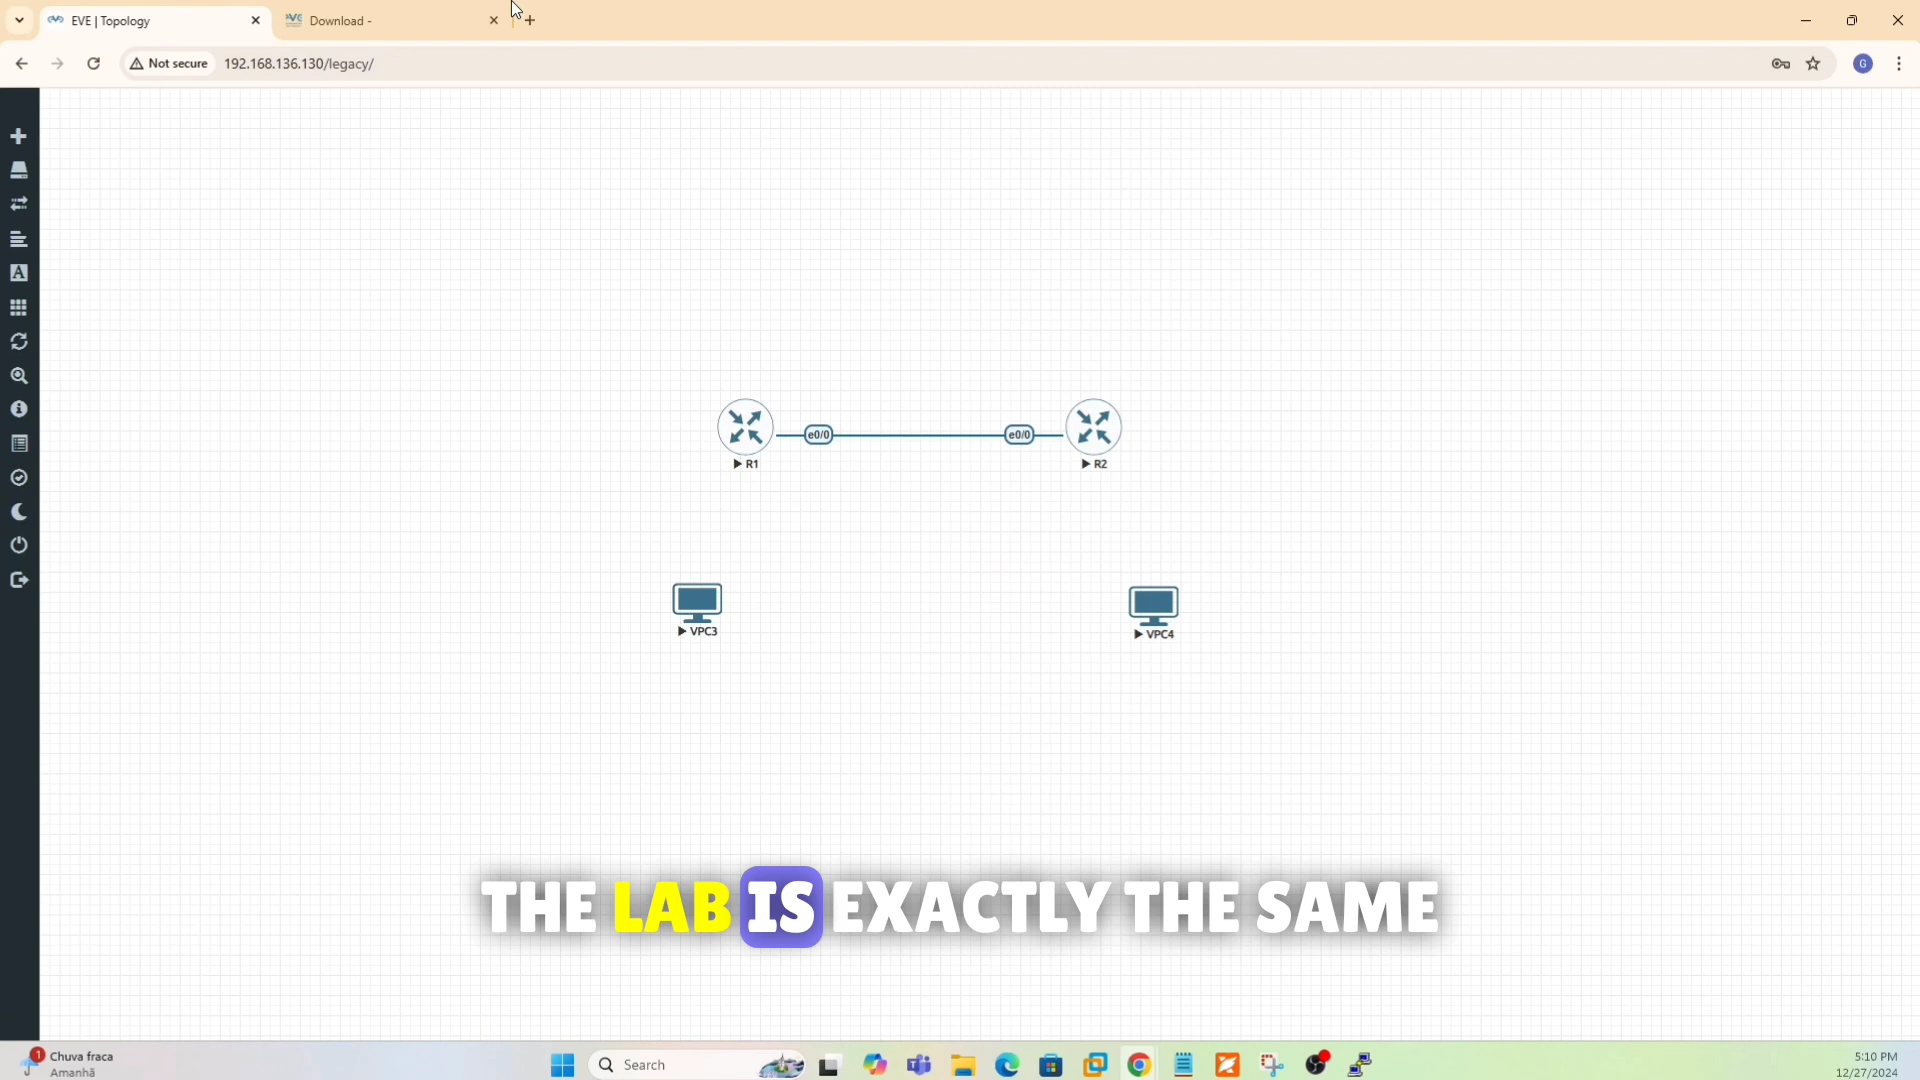 EVE | Topology
Download -
Not secure
192.168.136.130/legacy/
G
A
e0/0
e0/0
R1
R2
VPC3
VPC4
THE LAB IS EXACTLY THE SAME
1
Chuva fraca
Amanhã
Search
5:10 PM
12/27/2024